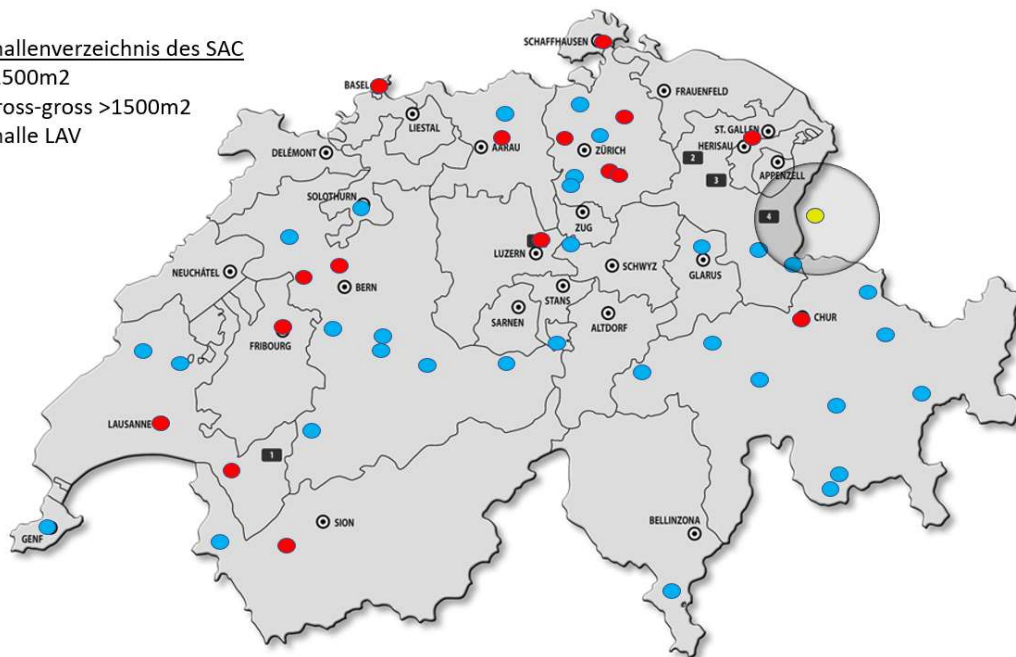 hallenverzeichnis des SAC
500m2
ross-gross >1500m2
halle LAV
SCHAFFHAUSEN
BASEL
FRAUENFELD
LIESTAL
ST. GALLEN
AARAU
HERISAU
DELÉMONT
ZÜRICH
2
APPENZELL
3
SOLOTHURN
4
ZUG
LUZERN
NEUCHÂTEL
SCHWYZ
GLARUS
BERN
STANS
SARNEN
ALTDORF
CHUR
FRIBOURG
LAUSANNE
1
SION
BELLINZONA
GENF